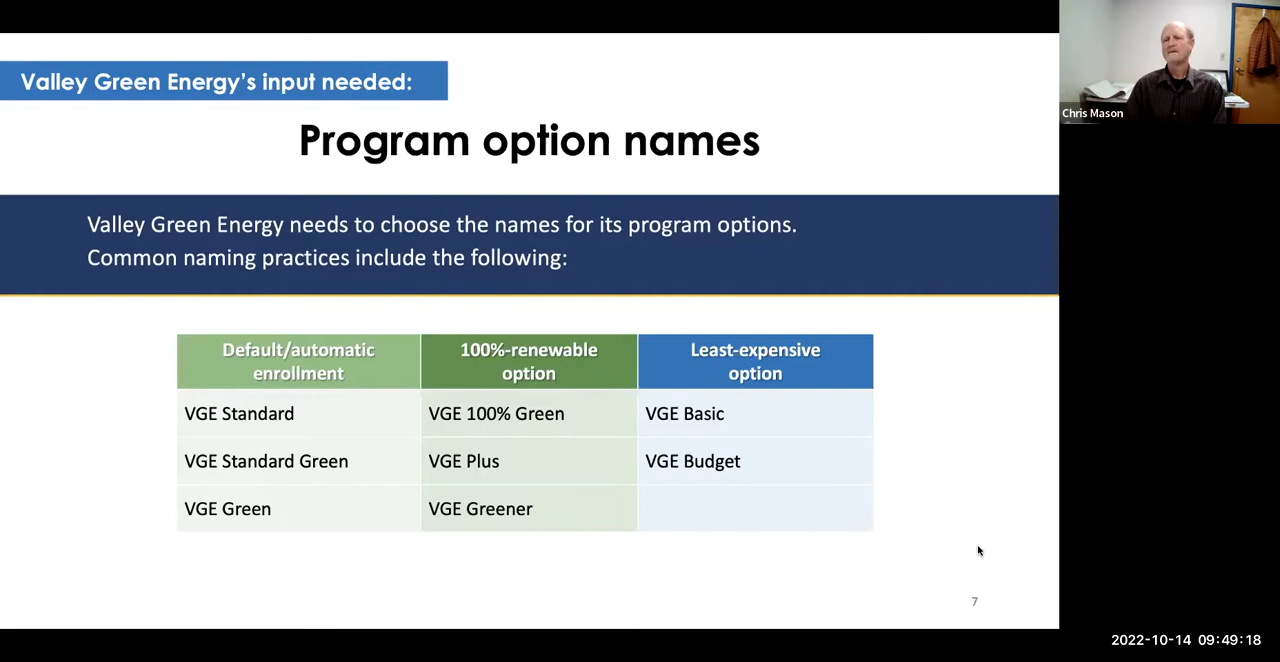 Valley Green Energy's input needed:
Program option names
Valley Green Energy needs to choose the names for its program options.
Common naming practices include the following:
Default/automatic enrollment
100%-renewable option
Least-expensive option
VGE Standard
VGE 100% Green
VGE Basic
VGE Standard Green
VGE Plus
VGE Budget
VGE Green
VGE Greener
7
Chris Mason
2022-10-14 09:49:18